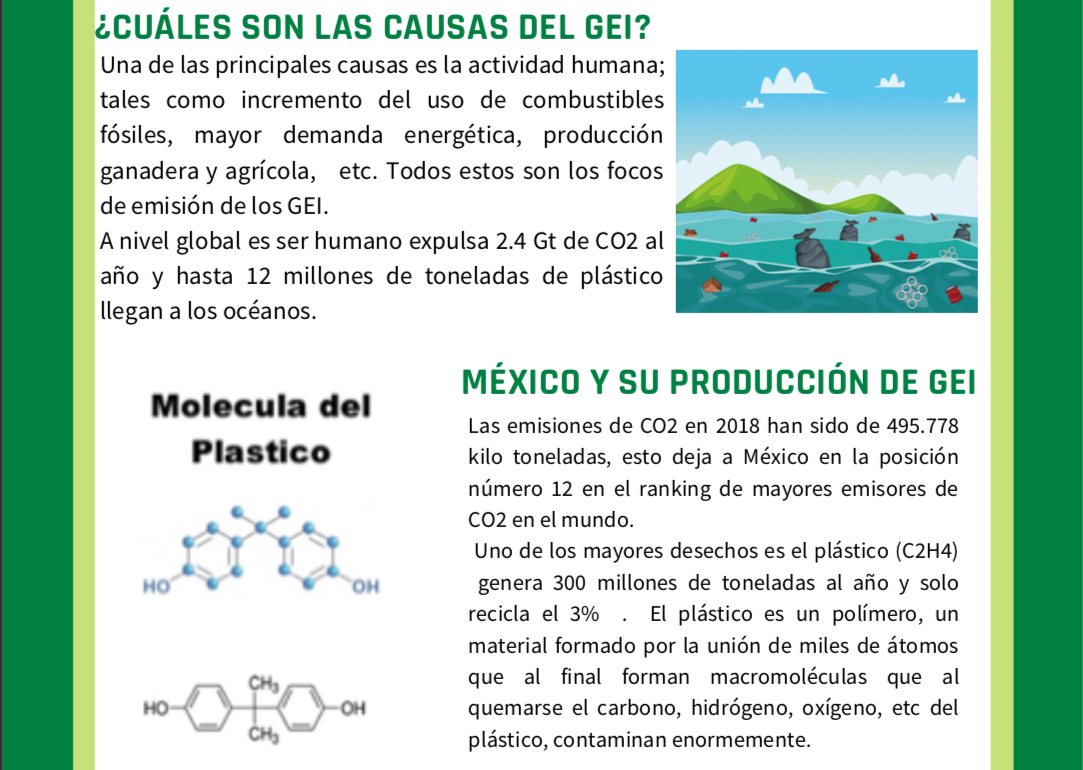 ¿CUÁLES SON LAS CAUSAS DEL GEI?
Una de las principales causas es la actividad humana;
tales como incremento del uso de combustibles
fósiles, mayor demanda energética, producción
ganadera y agrícola, etc. Todos estos son los focos
de emisión de los GEI.
A nivel global es ser humano expulsa 2.4 Gt de CO2 al
año y hasta 12 millones de toneladas de plástico
llegan a los océanos.
Molecula del
Plastico
HO OH
CH3
HO OH
CH3
MÉXICO Y SU PRODUCCIÓN DE GEI
Las emisiones de CO2 en 2018 han sido de 495.778
kilo toneladas, esto deja a México en la posición
número 12 en el ranking de mayores emisores de
CO2 en el mundo.
Uno de los mayores desechos es el plástico (C2H4)
genera 300 millones de toneladas al año y solo
recicla el 3% . El plástico es un polímero, un
material formado por la unión de miles de átomos
que al final forman macromoléculas que al
quemarse el carbono, hidrógeno, oxígeno, etc del
plástico, contaminan enormemente.